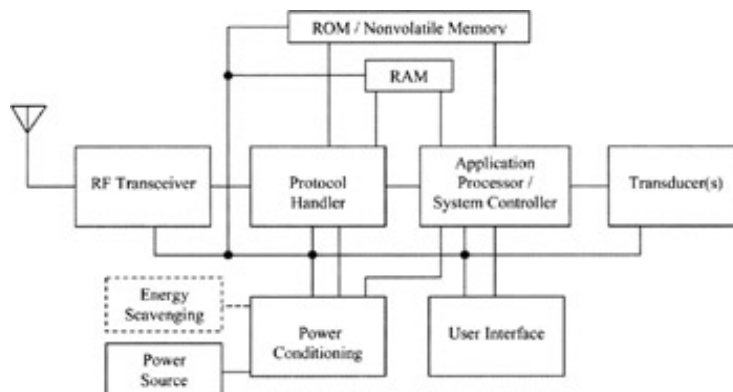 ROM / Nonvolatile Memory
RAM
RF Transceiver
Protocol
Handler
Application
Processor /
System Controller
Transducer(s)
Energy
Scavenging
Power
Conditioning
User Interface
Power
Source